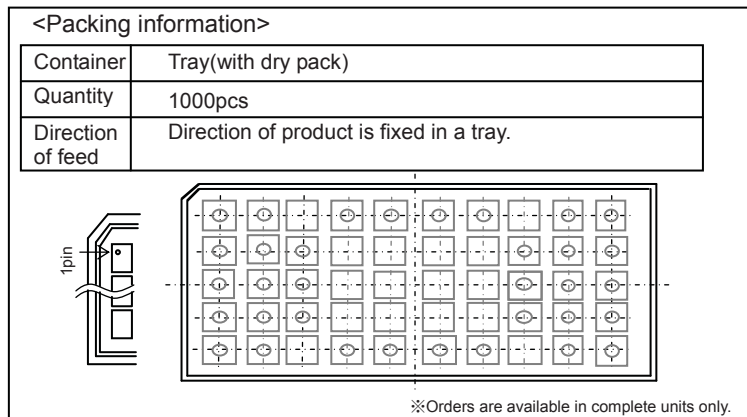 <Packing information>
Container Tray(with dry pack)
Quantity 1000pcs
Direction Direction of product is fixed in a tray.
of feed
1pin
※Orders are available in complete units only.